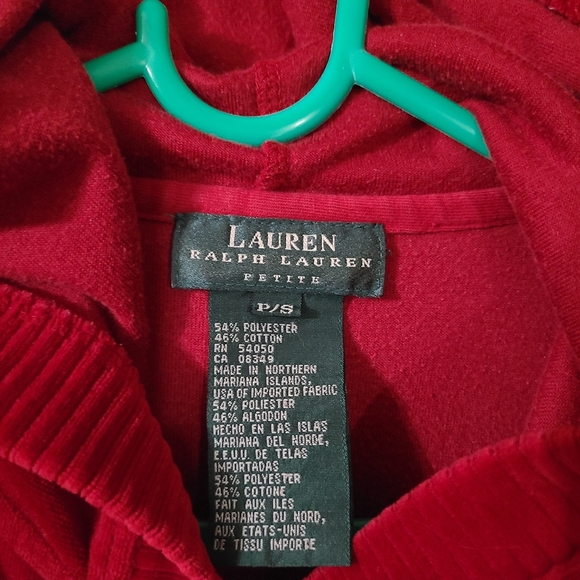 LAUREN
RALPH LAUREN
PETITE
P/S
54% POLYESTER
46% COTTON
RN 54050
CA 08349
MADE IN NORTHERN
MARIANA ISLANDS,
USA OF IMPORTED FABRIC
54% POLIESTER
46% ALGODON
HECHO EN LAS ISLAS
MARIANA DEL NORDE,
E.E.U.U. DE TELAS
IMPORTADAS
54% POLYESTER
46% COTONE
FAIT AUX ILES
MARIANES DU NORD,
AUX ETATS-UNIS
DE TISSU IMPORTE